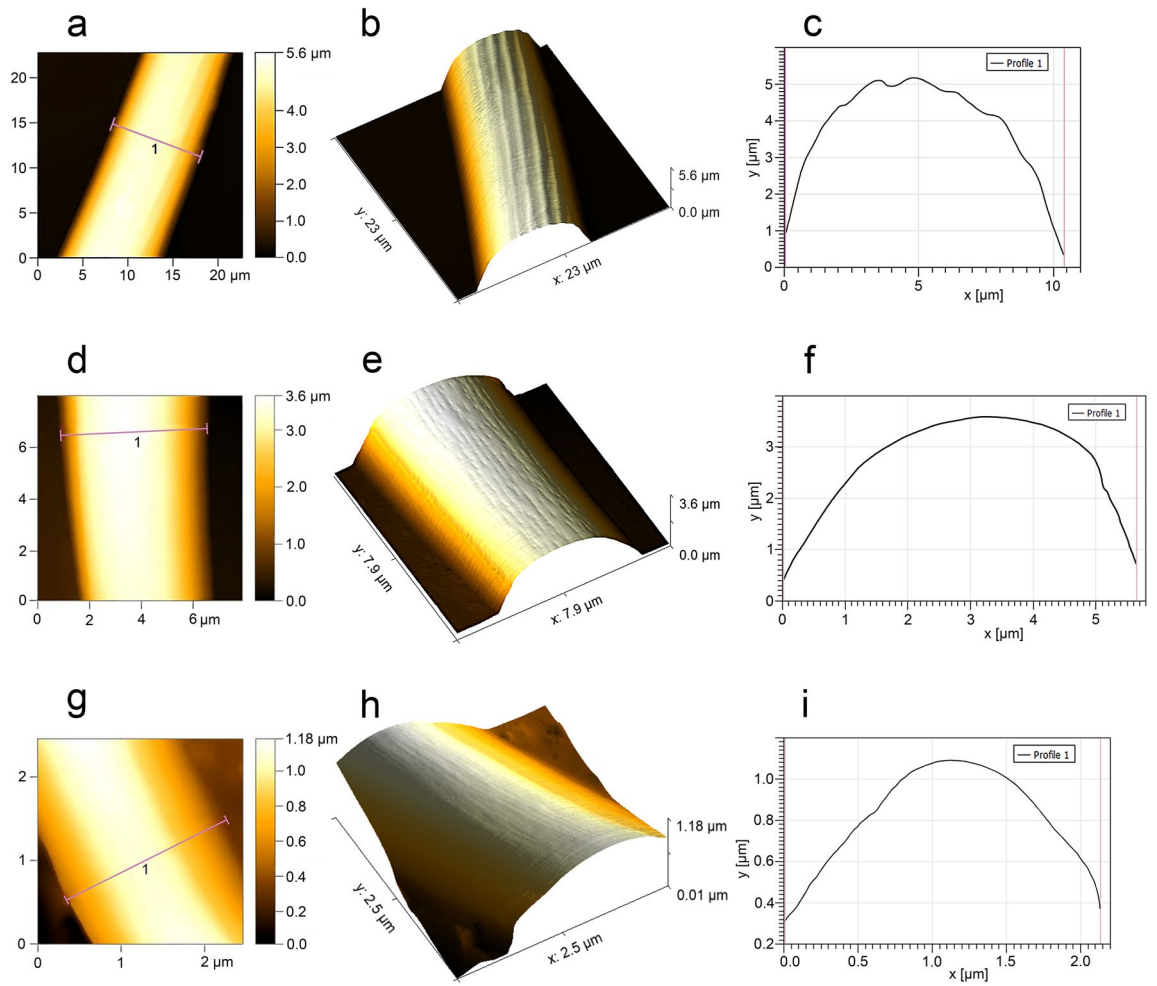 a
b
c
5.6 µm
4.0
3.0
2.0
1.0
0.0
20
15
10
5
0
0 5 10 15 20 µm
1
y: 23 µm
x: 23 µm
5.6 µm
0.0 µm
Profile 1
y [µm]
5
4
3
2
1
0
0 5 10
x [µm]
d
e
f
3.6 µm
3.0
2.0
1.0
0.0
6
4
2
0
0 2 4 6 µm
1
y: 7.9 µm
x: 7.9 µm
3.6 µm
0.0 µm
Profile 1
y [µm]
3
2
1
0
0 1 2 3 4 5
x [µm]
g
h
i
1.18 µm
1.0
0.8
0.6
0.4
0.2
0.0
2
1
0
0 1 2 µm
1
y: 2.5 µm
x: 2.5 µm
1.18 µm
0.01 µm
Profile 1
y [µm]
1.0
0.8
0.6
0.4
0.2
0.0 0.5 1.0 1.5 2.0
x [µm]